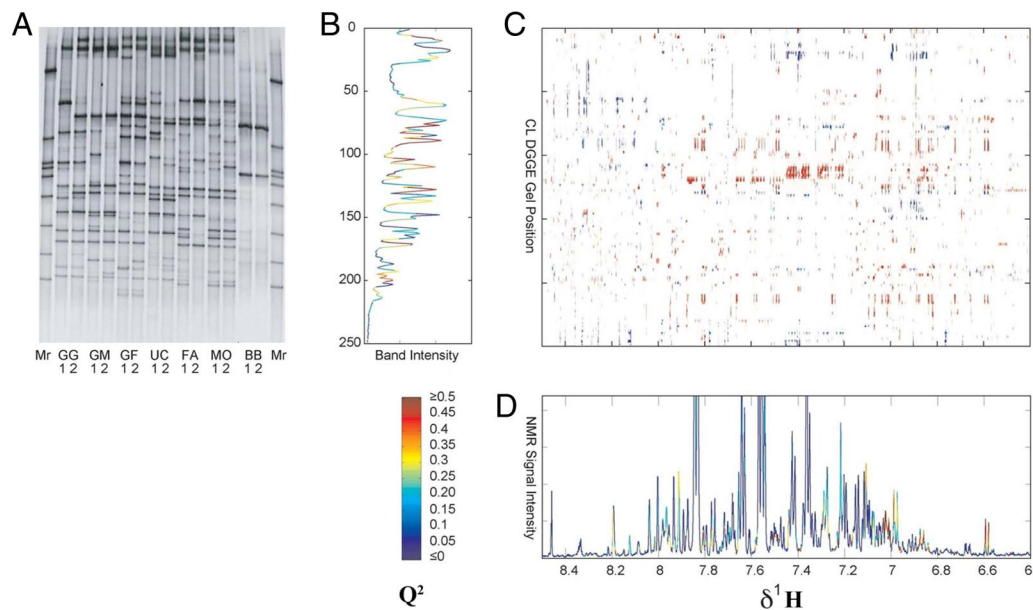 A
Mr GG GM GF UC FA MO BB Mr
1 2 1 2 1 2 1 2 1 2 1 2 1 2
B
0
50
100
150
200
250
Band Intensity
C
CL DGGE Gel Position
≥0.5
0.45
0.4
0.35
0.3
0.25
0.2
0.15
0.1
0.05
≤0
Q²
D
NMR Signal Intensity
8.4 8.2 8 7.8 7.6 7.4 7.2 7 6.8 6.6 6
δ¹H